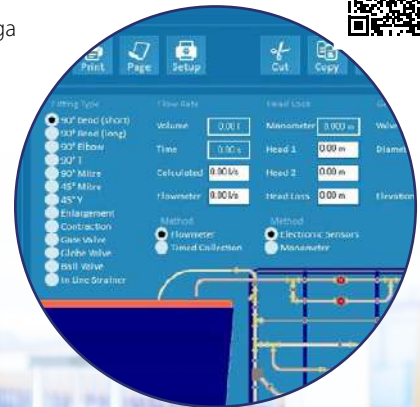 ga
Print Page Setup Cut Copy
Fitting Type
90° Bend (short)
90° Bend (long)
90° Elbow
90° T
90° Mitre
45° Mitre
45° Y
Enlargement
Contraction
Gate Valve
Globe Valve
Ball Valve
In Line Strainer
Flow Rate
Volume 0.00 l
Time 0.00 s
Calculated 0.00 l/s
Flowmeter 0.00 l/s
Method
Flowmeter
Timed Collection
Head Loss
Manometer 0.000 m
Head 1 0.00 m
Head 2 0.00 m
Head Loss 0.00 m
Method
Electronic Sensors
Manometer
Valve
Diamet
Elevation